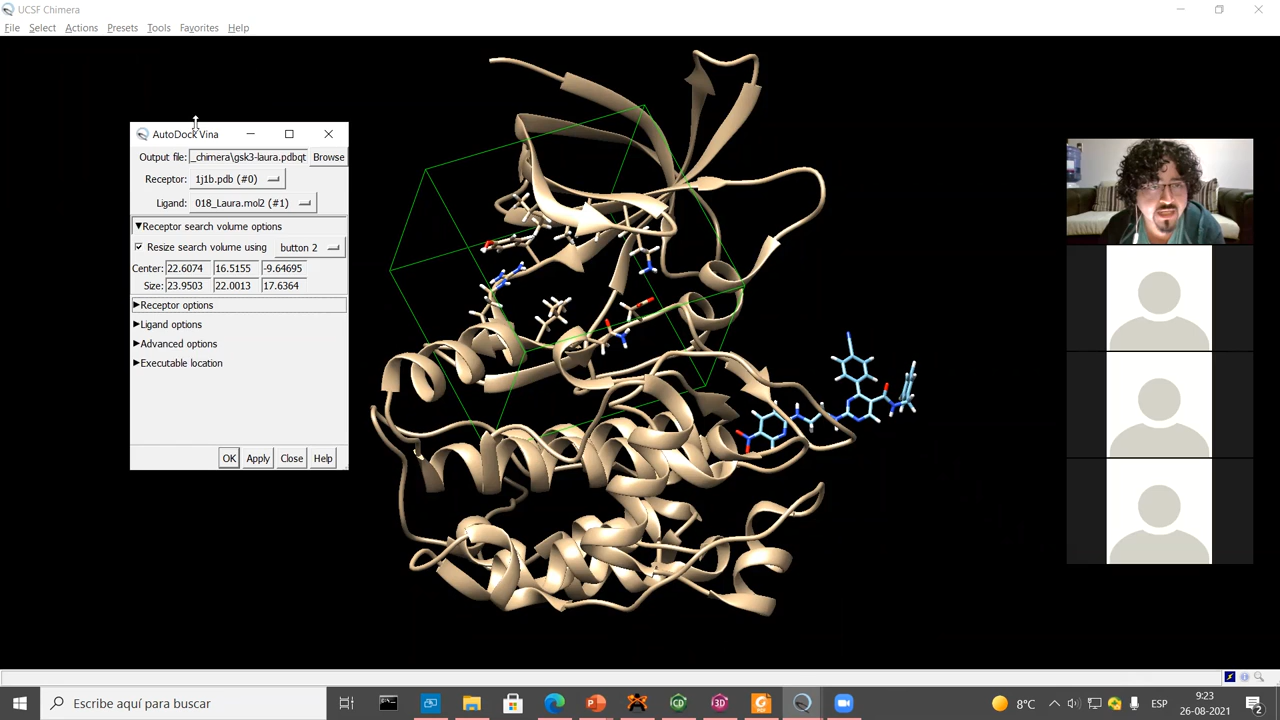 UCSF Chimera
File Select Actions Presets Tools Favorites Help
AutoDock Vina
Output file: _chimera\gsk3-laura.pdbqt Browse
Receptor: 1j1b.pdb (#0)
Ligand: 018_Laura.mol2 (#1)
Receptor search volume options
Resize search volume using button 2
Center: 22.6074 16.5155 -9.64695
Size: 23.9503 22.0013 17.6364
Receptor options
Ligand options
Advanced options
Executable location
OK Apply Close Help
Escribe aquí para buscar
8°C
ESP
9:23
26-08-2021
2